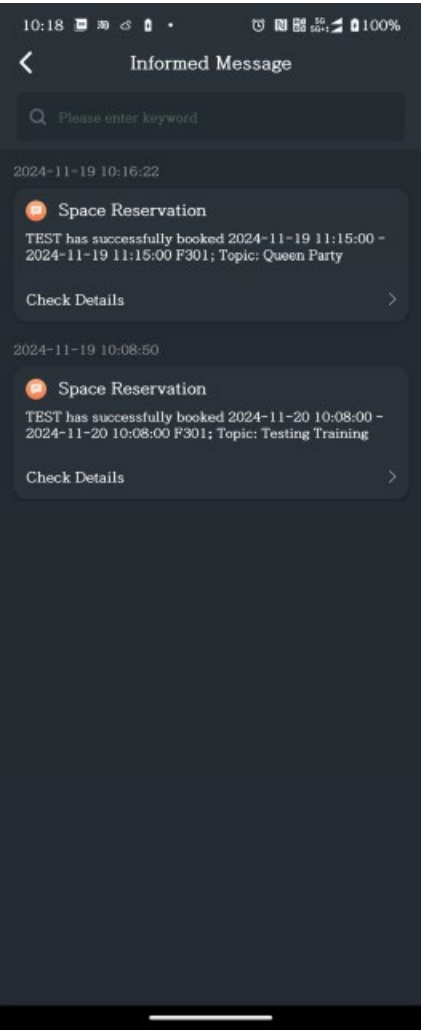 10:18
100%
Informed Message
Please enter keyword
2024-11-19 10:16:22
Space Reservation
TEST has successfully booked 2024-11-19 11:15:00 -
2024-11-19 11:15:00 F301; Topic: Queen Party
Check Details
2024-11-19 10:08:50
Space Reservation
TEST has successfully booked 2024-11-20 10:08:00 -
2024-11-20 10:08:00 F301; Topic: Testing Training
Check Details